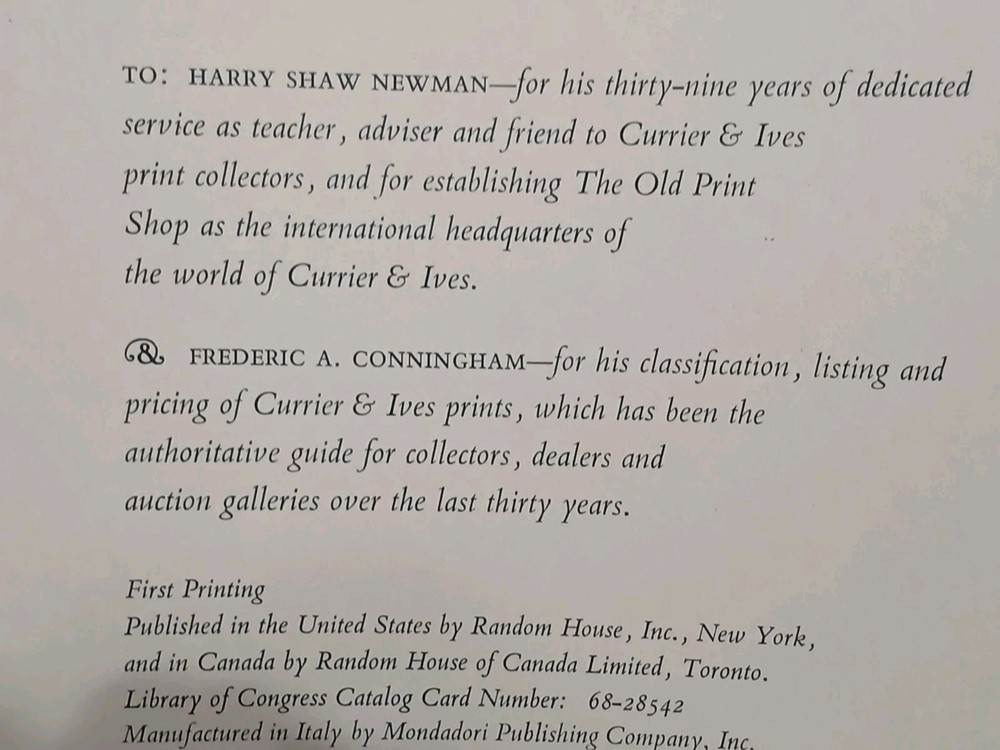 TO: HARRY SHAW NEWMAN—for his thirty-nine years of dedicated
service as teacher, adviser and friend to Currier & Ives
print collectors, and for establishing The Old Print
Shop as the international headquarters of
the world of Currier & Ives.
& FREDERIC A. CONNINGHAM—for his classification, listing and
pricing of Currier & Ives prints, which has been the
authoritative guide for collectors, dealers and
auction galleries over the last thirty years.
First Printing
Published in the United States by Random House, Inc., New York,
and in Canada by Random House of Canada Limited, Toronto.
Library of Congress Catalog Card Number: 68-28542
Manufactured in Italy by Mondadori Publishing Company, Inc.